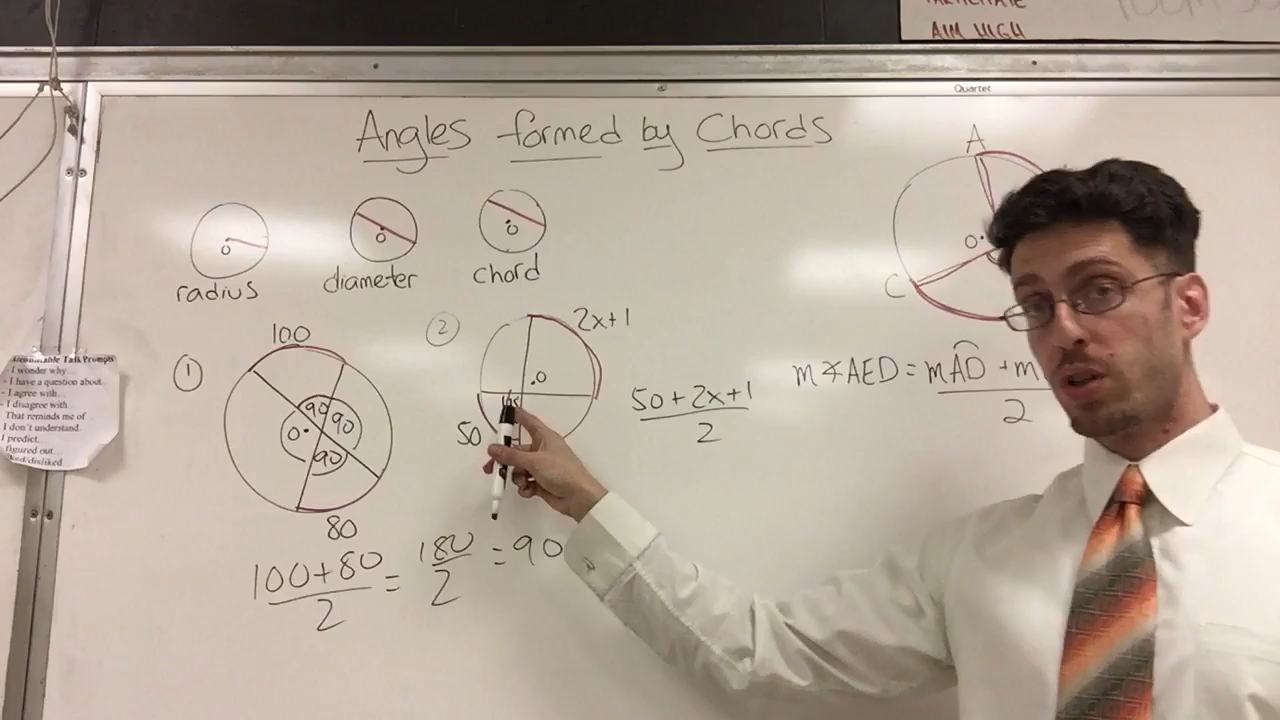 AIM HIGH
Quartet
Angles formed by Chords
A
O
O
O
O
radius
diameter
chord
C
100
2
2x+1
1
Accountable Talk Prompts
I wonder why...
- I have a question about..
- I agree with...
- I disagree with...
That reminds me of
I don't understand.
I predict..
figured out..
90
90
O
90
O
50
50+2x+1
2
m∡AED = mAD + m
2
80
100+80
2
= 180
2
= 90